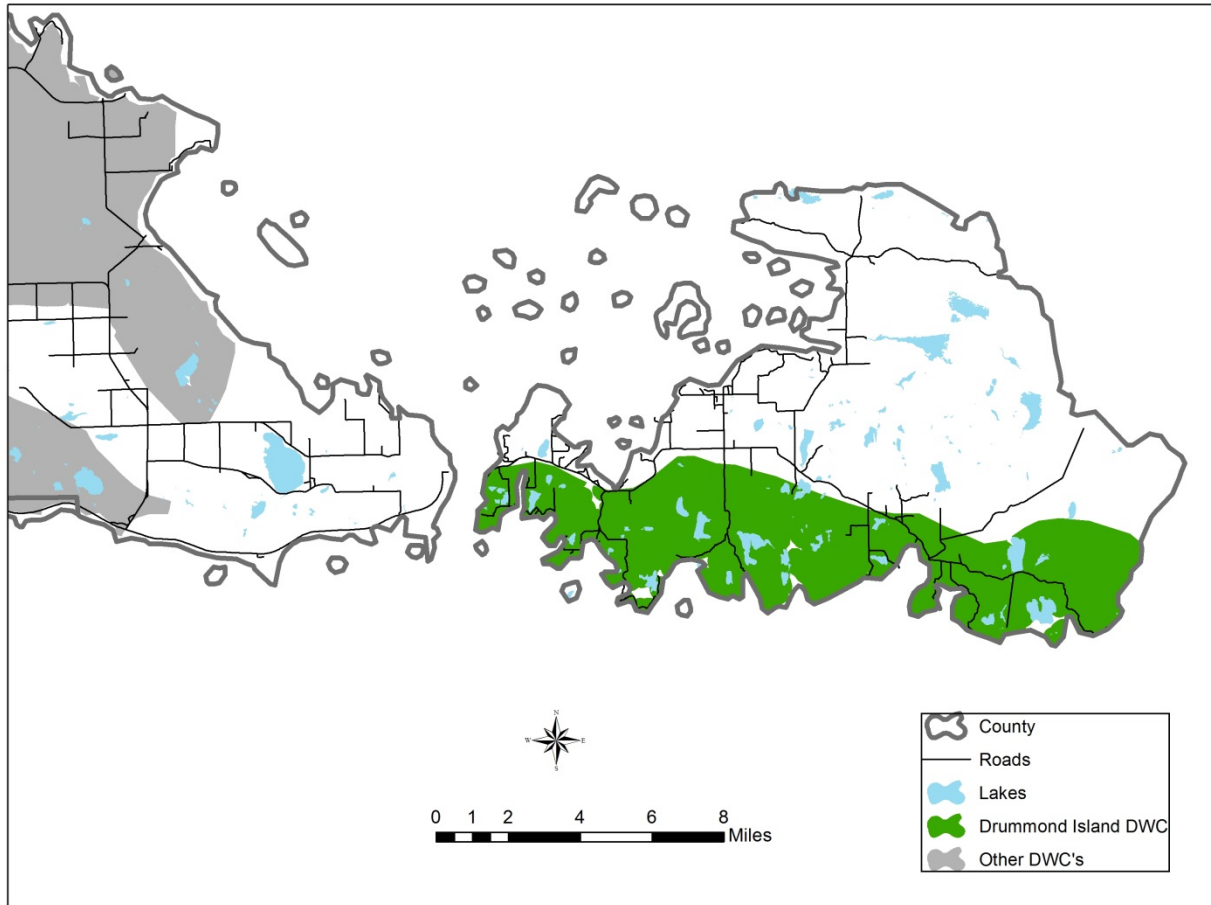 N
W E
S
0 1 2 4 6 8
Miles
County
Roads
Lakes
Drummond Island DWC
Other DWC's